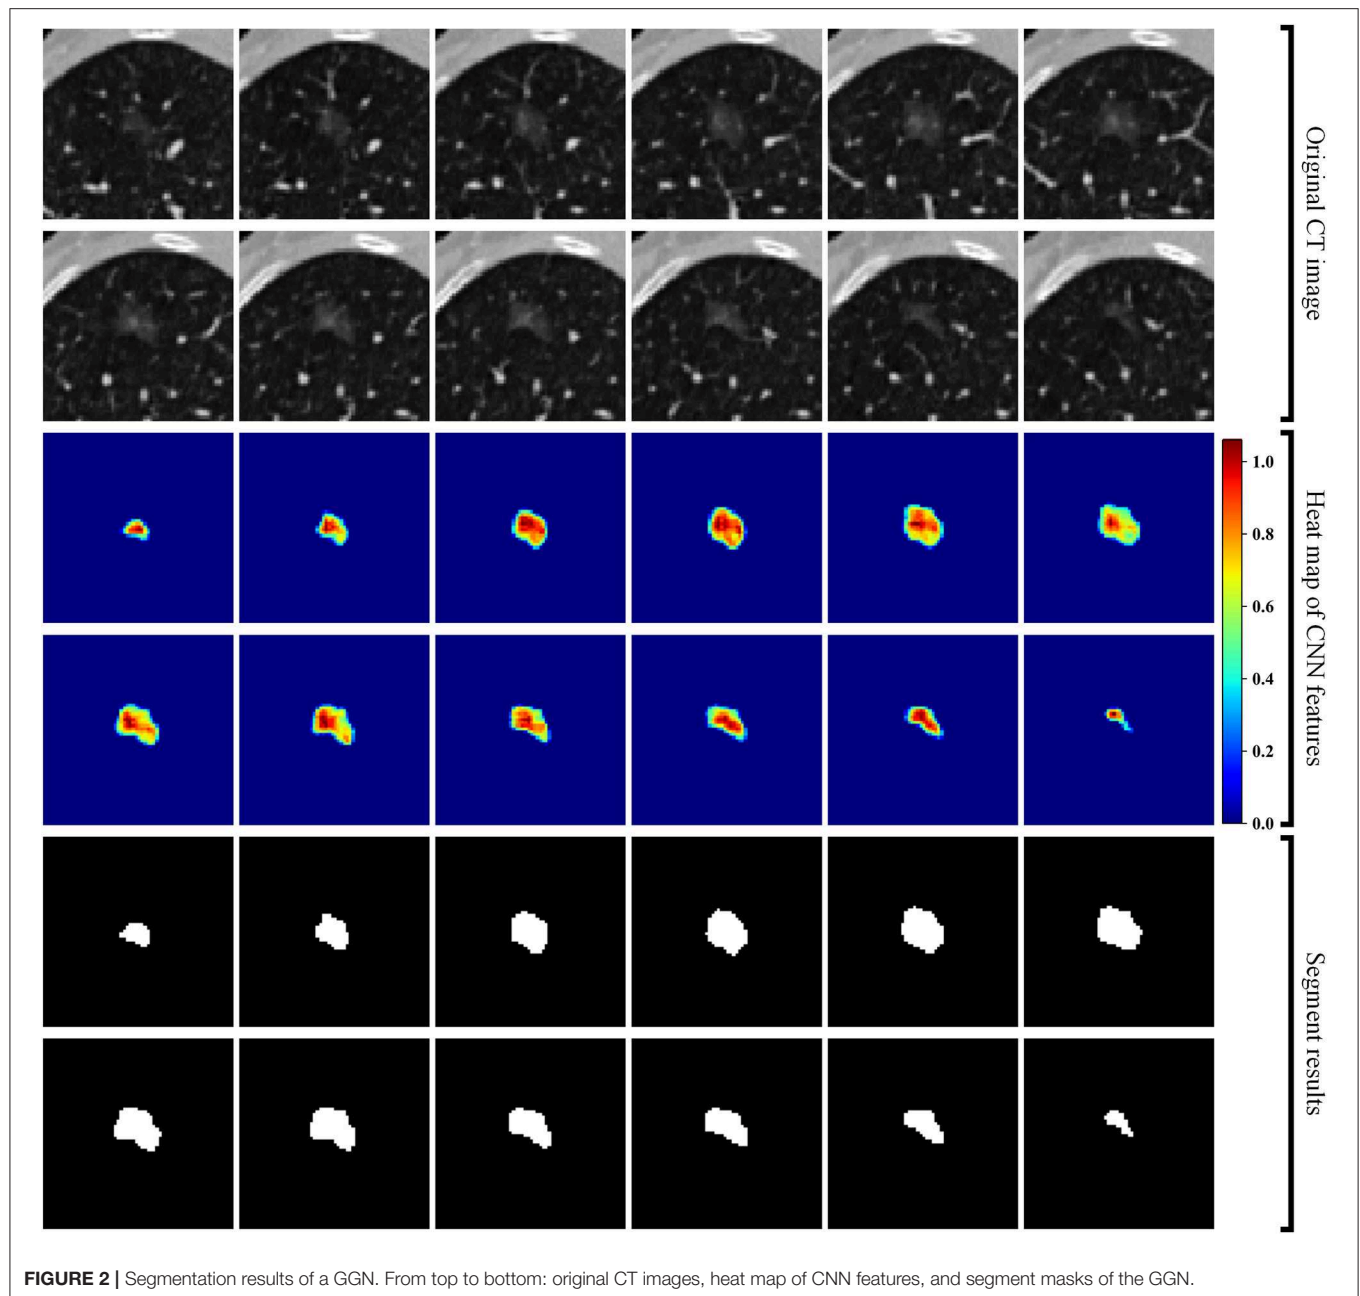 Original CT image
Heat map of CNN features
1.0
0.8
0.6
0.4
0.2
0.0
Segment results
FIGURE 2 | Segmentation results of a GGN. From top to bottom: original CT images, heat map of CNN features, and segment masks of the GGN.